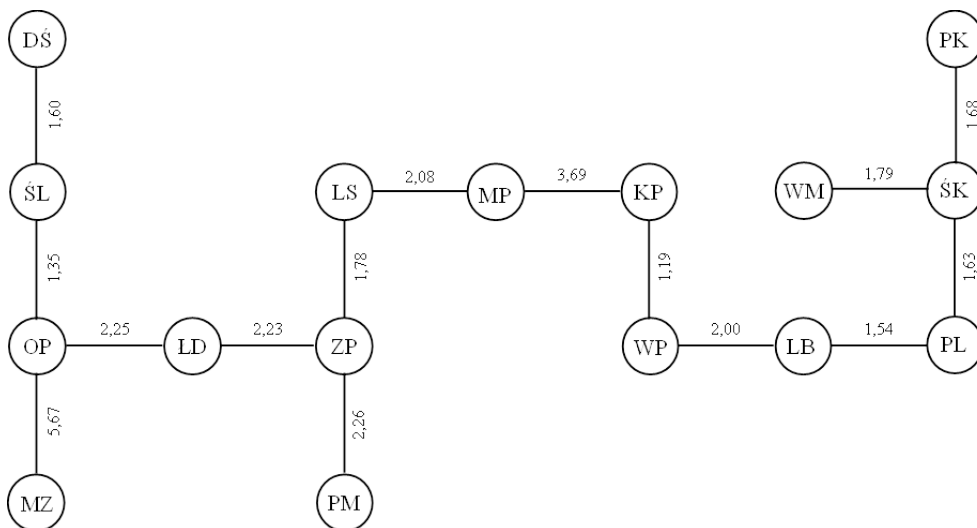 DŚ
PK
1,60
1,68
ŚL
LS
2,08
MP
3,69
KP
WM
1,79
ŚK
1,35
1,78
1,19
1,63
OP
2,25
ŁD
2,23
ZP
WP
2,00
LB
1,54
PL
5,67
2,26
MZ
PM